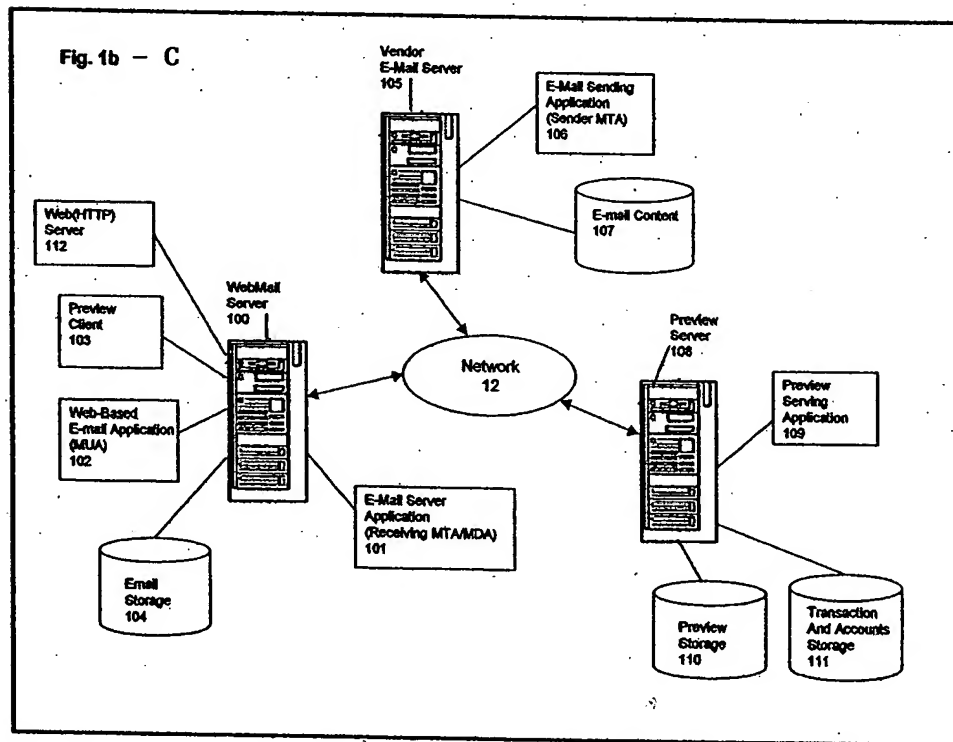 Fig. 1b – C
Vendor
E-Mail Server
105
E-Mail Sending
Application
(Sender MTA)
106
E-mail Content
107
Web(HTTP)
Server
112
Preview
Client
103
Web-Based
E-mail Application
(MUA)
102
WebMail
Server
100
Network
12
Preview
Server
108
Preview
Serving
Application
109
E-Mail Server
Application
(Receiving MTA/MDA)
101
Email
Storage
104
Preview
Storage
110
Transaction
And Accounts
Storage
111